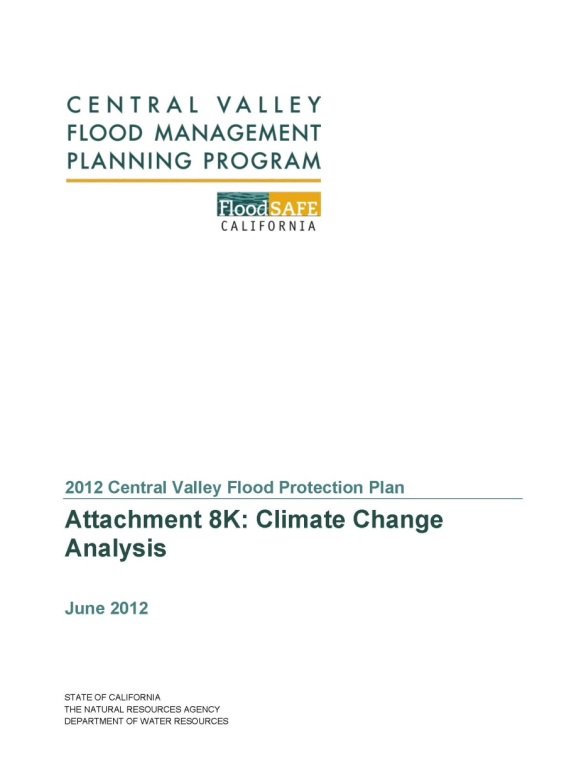 CENTRAL VALLEY
FLOOD MANAGEMENT
PLANNING PROGRAM
FloodSAFE
CALIFORNIA
2012 Central Valley Flood Protection Plan
Attachment 8K: Climate Change
Analysis
June 2012
STATE OF CALIFORNIA
THE NATURAL RESOURCES AGENCY
DEPARTMENT OF WATER RESOURCES